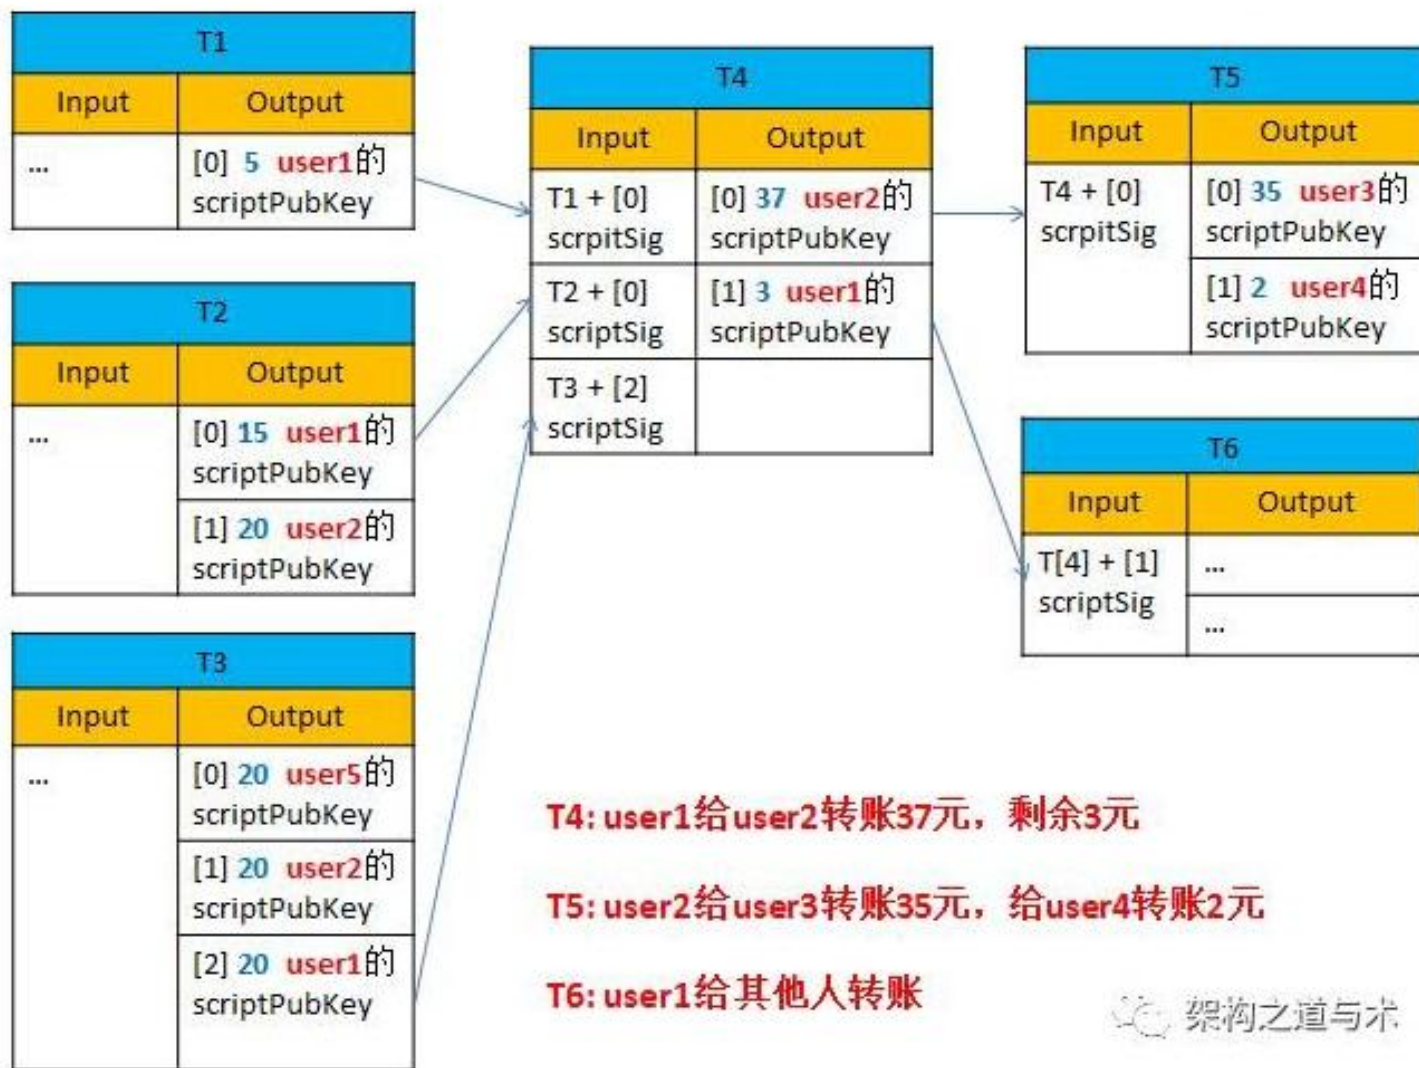 T1
Input Output
... [0] 5 user1的
scriptPubKey
T2
Input Output
... [0] 15 user1的
scriptPubKey
[1] 20 user2的
scriptPubKey
T3
Input Output
... [0] 20 user5的
scriptPubKey
[1] 20 user2的
scriptPubKey
[2] 20 user1的
scriptPubKey
T4
Input Output
T1 + [0] [0] 37 user2的
scrpitSig scriptPubKey
T2 + [0] [1] 3 user1的
scriptSig scriptPubKey
T3 + [2]
scriptSig
T5
Input Output
T4 + [0] [0] 35 user3的
scrpitSig scriptPubKey
[1] 2 user4的
scriptPubKey
T6
Input Output
T[4] + [1] ...
scriptSig ...
T4: user1给user2转账37元，剩余3元
T5: user2给user3转账35元，给user4转账2元
T6: user1给其他人转账
架构之道与术